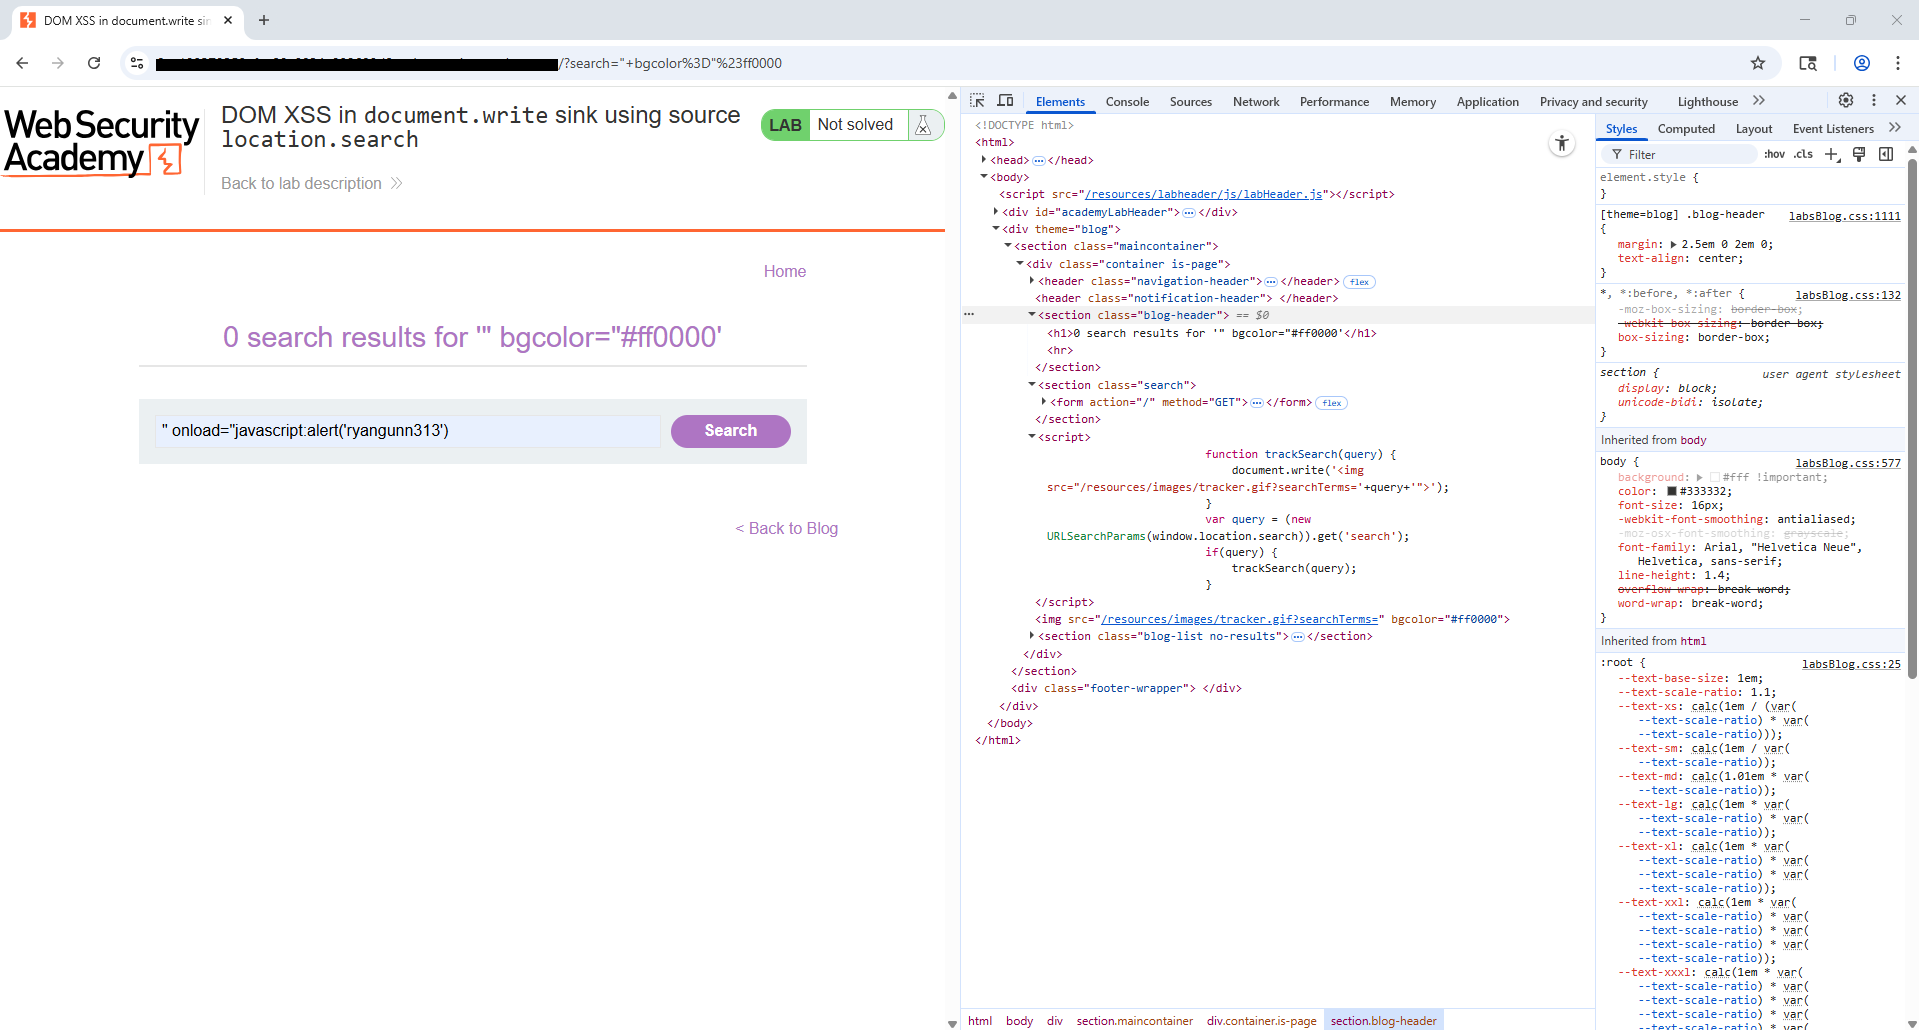 DOM XSS in document.write sin
/?search="+bgcolor%3D"%23ff0000
Web Security Academy
DOM XSS in document.write sink using source
location.search
Back to lab description
LAB Not solved
Home
0 search results for '" bgcolor="#ff0000'
" onload="javascript:alert('ryangunn313')
Search
< Back to Blog
Elements Console Sources Network Performance Memory Application Privacy and security Lighthouse
<!DOCTYPE html>
<html>
<head> </head>
<body>
<script src="/resources/labheader/js/labHeader.js"></script>
<div id="academyLabHeader"> </div>
<div theme="blog">
<section class="maincontainer">
<div class="container is-page">
<header class="navigation-header"> </header> flex
<header class="notification-header"> </header>
<section class="blog-header"> == $0
<h1>0 search results for '" bgcolor="#ff0000'</h1>
<hr>
</section>
<section class="search">
<form action="/" method="GET"> </form> flex
</section>
<script>
function trackSearch(query) {
document.write('<img
src="/resources/images/tracker.gif?searchTerms='+query+'">');
}
var query = (new
URLSearchParams(window.location.search)).get('search');
if(query) {
trackSearch(query);
}
</script>
<img src="/resources/images/tracker.gif?searchTerms=" bgcolor="#ff0000">
<section class="blog-list no-results"> </section>
</div>
</section>
<div class="footer-wrapper"> </div>
</div>
</body>
</html>
html body div section.maincontainer div.container.is-page section.blog-header
Styles Computed Layout Event Listeners
Filter :hov .cls
element.style {
}
[theme=blog] .blog-header labsBlog.css:1111
{
margin: 2.5em 0 2em 0;
text-align: center;
}
*, *:before, *:after { labsBlog.css:132
-moz-box-sizing: border-box;
-webkit-box-sizing: border-box;
box-sizing: border-box;
}
section { user agent stylesheet
display: block;
unicode-bidi: isolate;
}
Inherited from body
body { labsBlog.css:577
background: #fff !important;
color: #333332;
font-size: 16px;
-webkit-font-smoothing: antialiased;
-moz-osx-font-smoothing: grayscale;
font-family: Arial, "Helvetica Neue",
Helvetica, sans-serif;
line-height: 1.4;
overflow-wrap: break-word;
word-wrap: break-word;
}
Inherited from html
:root { labsBlog.css:25
--text-base-size: 1em;
--text-scale-ratio: 1.1;
--text-xs: calc(1em / (var(
--text-scale-ratio) * var(
--text-scale-ratio)));
--text-sm: calc(1em / var(
--text-scale-ratio));
--text-md: calc(1.01em * var(
--text-scale-ratio));
--text-lg: calc(1em * var(
--text-scale-ratio) * var(
--text-scale-ratio));
--text-xl: calc(1em * var(
--text-scale-ratio) * var(
--text-scale-ratio) * var(
--text-scale-ratio));
--text-xxl: calc(1em * var(
--text-scale-ratio) * var(
--text-scale-ratio) * var(
--text-scale-ratio) * var(
--text-scale-ratio));
--text-xxxl: calc(1em * var(
--text-scale-ratio) * var(
--text-scale-ratio) * var(
--text-scale-ratio) * var(